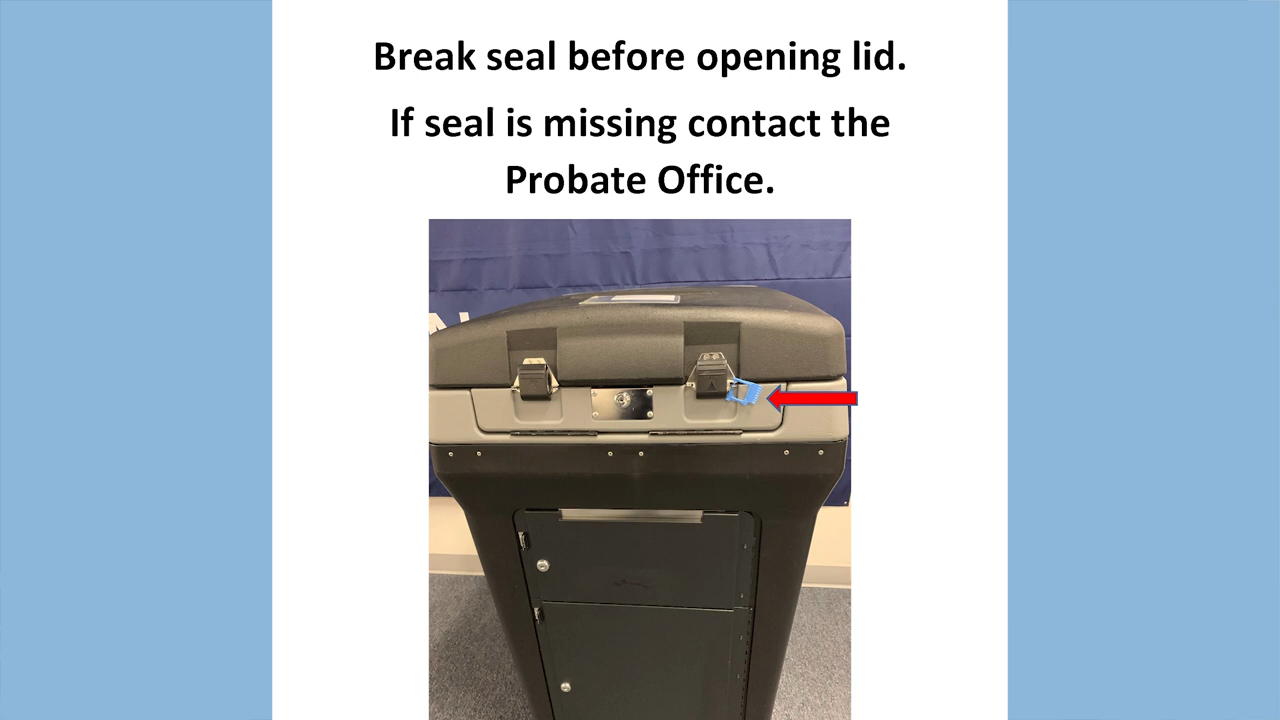 Break seal before opening lid.
If seal is missing contact the
Probate Office.